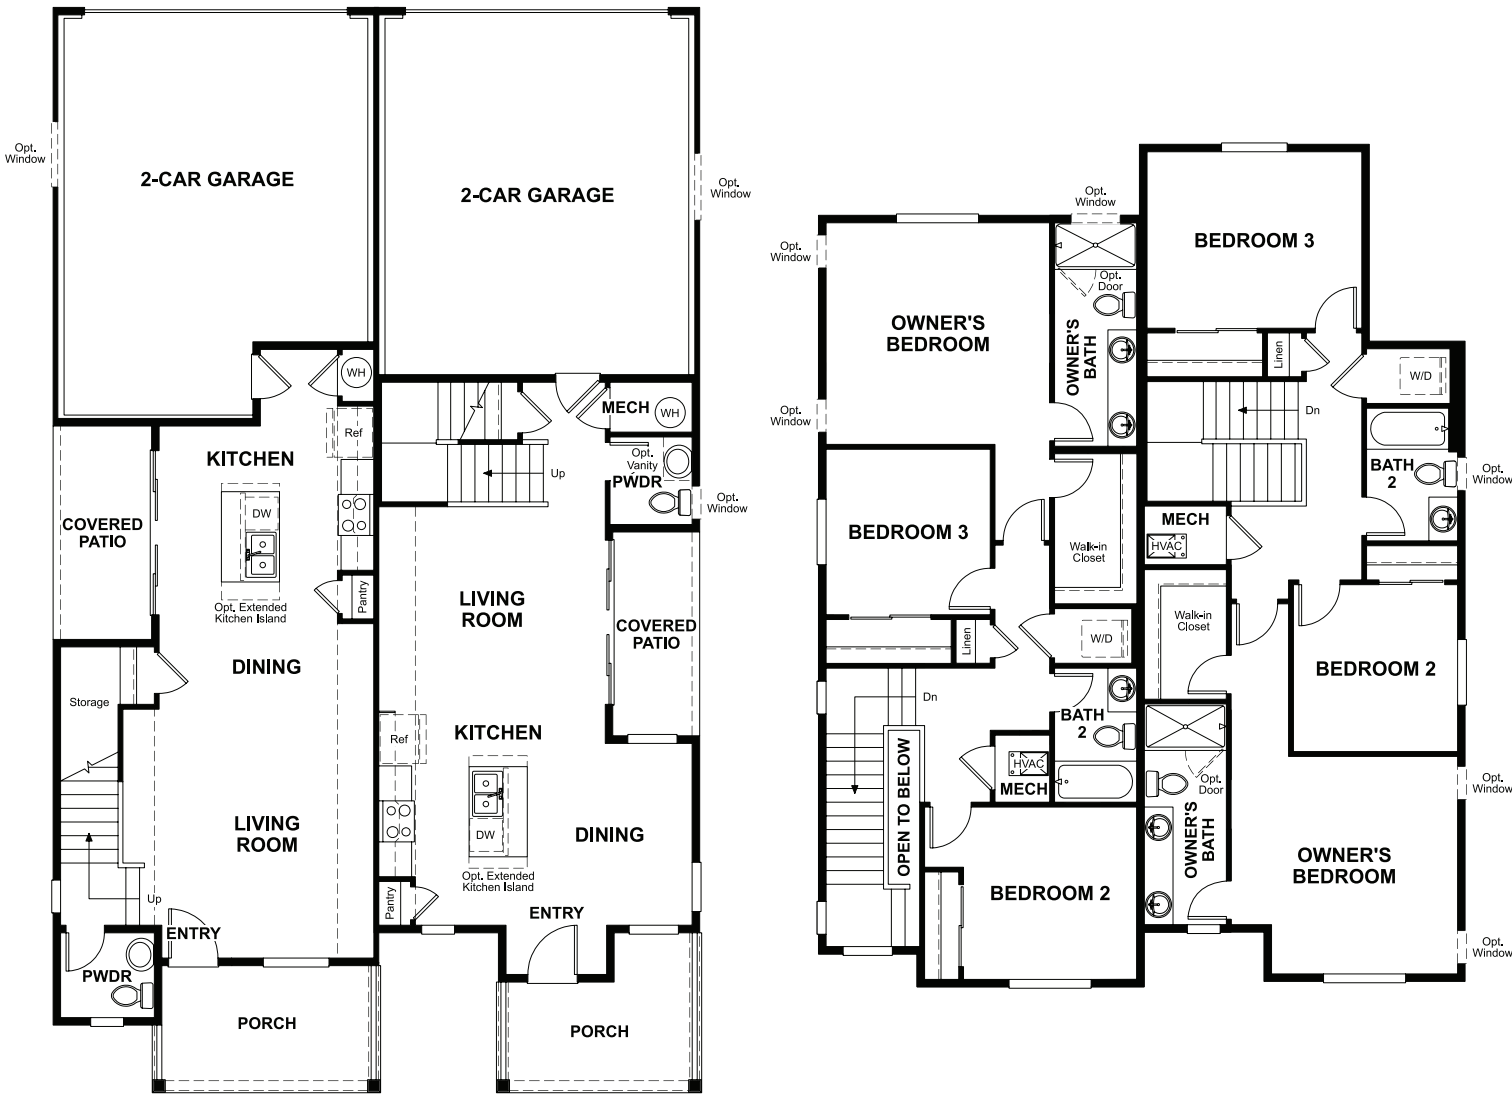 2-CAR GARAGE
Opt.
Window
WH
Ref
KITCHEN
DW
COVERED
PATIO
Opt. Extended
Kitchen Island
Pantry
DINING
Storage
LIVING
ROOM
Up
ENTRY
PWDR
PORCH
2-CAR GARAGE
Opt.
Window
MECH
WH
Up
Opt.
Vanity
PWDR
Opt.
Window
LIVING
ROOM
COVERED
PATIO
Ref
KITCHEN
DW
DINING
Opt. Extended
Kitchen Island
Pantry
ENTRY
PORCH
Opt.
Window
Opt.
Window
Opt.
Door
OWNER'S
BEDROOM
OWNER'S
BATH
Opt.
Window
BEDROOM 3
Walk-in
Closet
Linen
W/D
Dn
BATH
2
OPEN TO BELOW
HVAC
MECH
BEDROOM 2
BEDROOM 3
Linen
W/D
Dn
BATH
2
Opt.
Window
MECH
HVAC
Walk-in
Closet
BEDROOM 2
Opt.
Door
Opt.
Window
OWNER'S
BATH
OWNER'S
BEDROOM
Opt.
Window